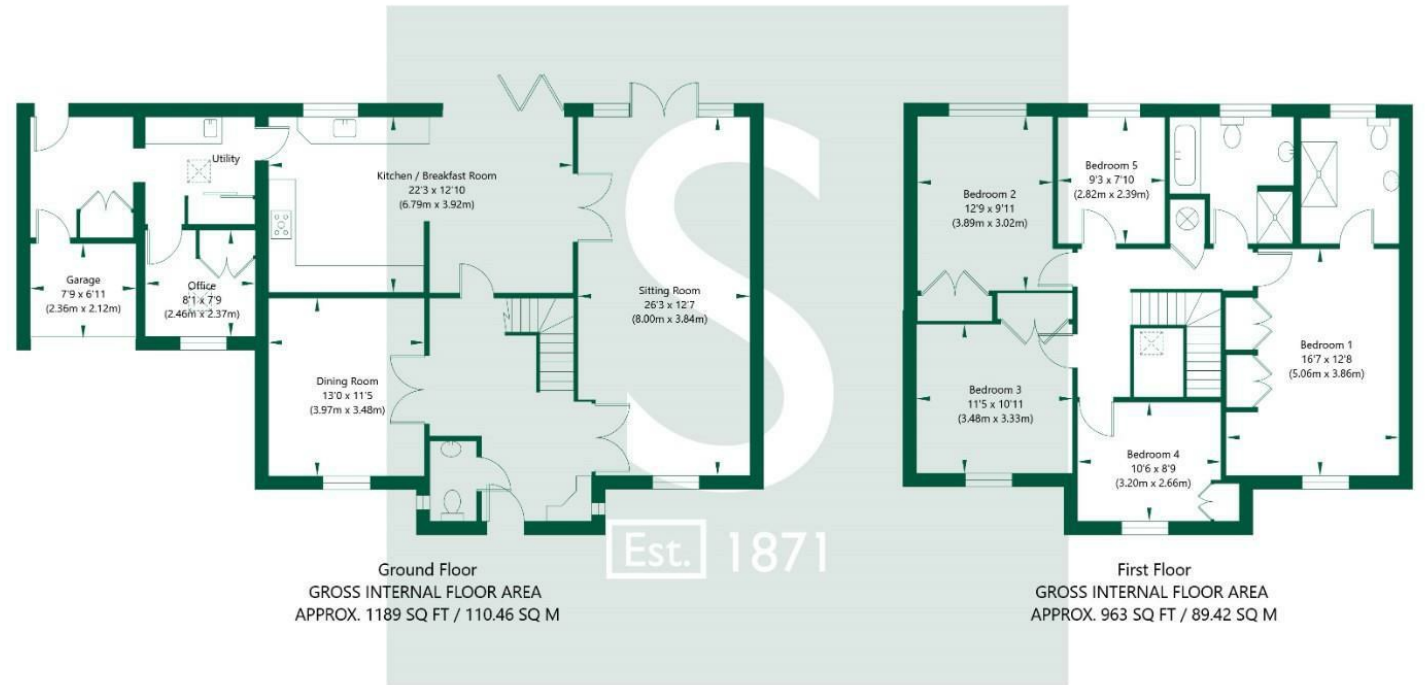 Utility
Kitchen / Breakfast Room
22'3 x 12'10
(6.79m x 3.92m)
Garage
7'9 x 6'11
(2.36m x 2.12m)
Office
8'1 x 7'9
(2.46m x 2.37m)
Sitting Room
26'3 x 12'7
(8.00m x 3.84m)
Dining Room
13'0 x 11'5
(3.97m x 3.48m)
S
Est. 1871
Ground Floor
GROSS INTERNAL FLOOR AREA
APPROX. 1189 SQ FT / 110.46 SQ M
Bedroom 2
12'9 x 9'11
(3.89m x 3.02m)
Bedroom 5
9'3 x 7'10
(2.82m x 2.39m)
Bedroom 1
16'7 x 12'8
(5.06m x 3.86m)
Bedroom 3
11'5 x 10'11
(3.48m x 3.33m)
Bedroom 4
10'6 x 8'9
(3.20m x 2.66m)
First Floor
GROSS INTERNAL FLOOR AREA
APPROX. 963 SQ FT / 89.42 SQ M